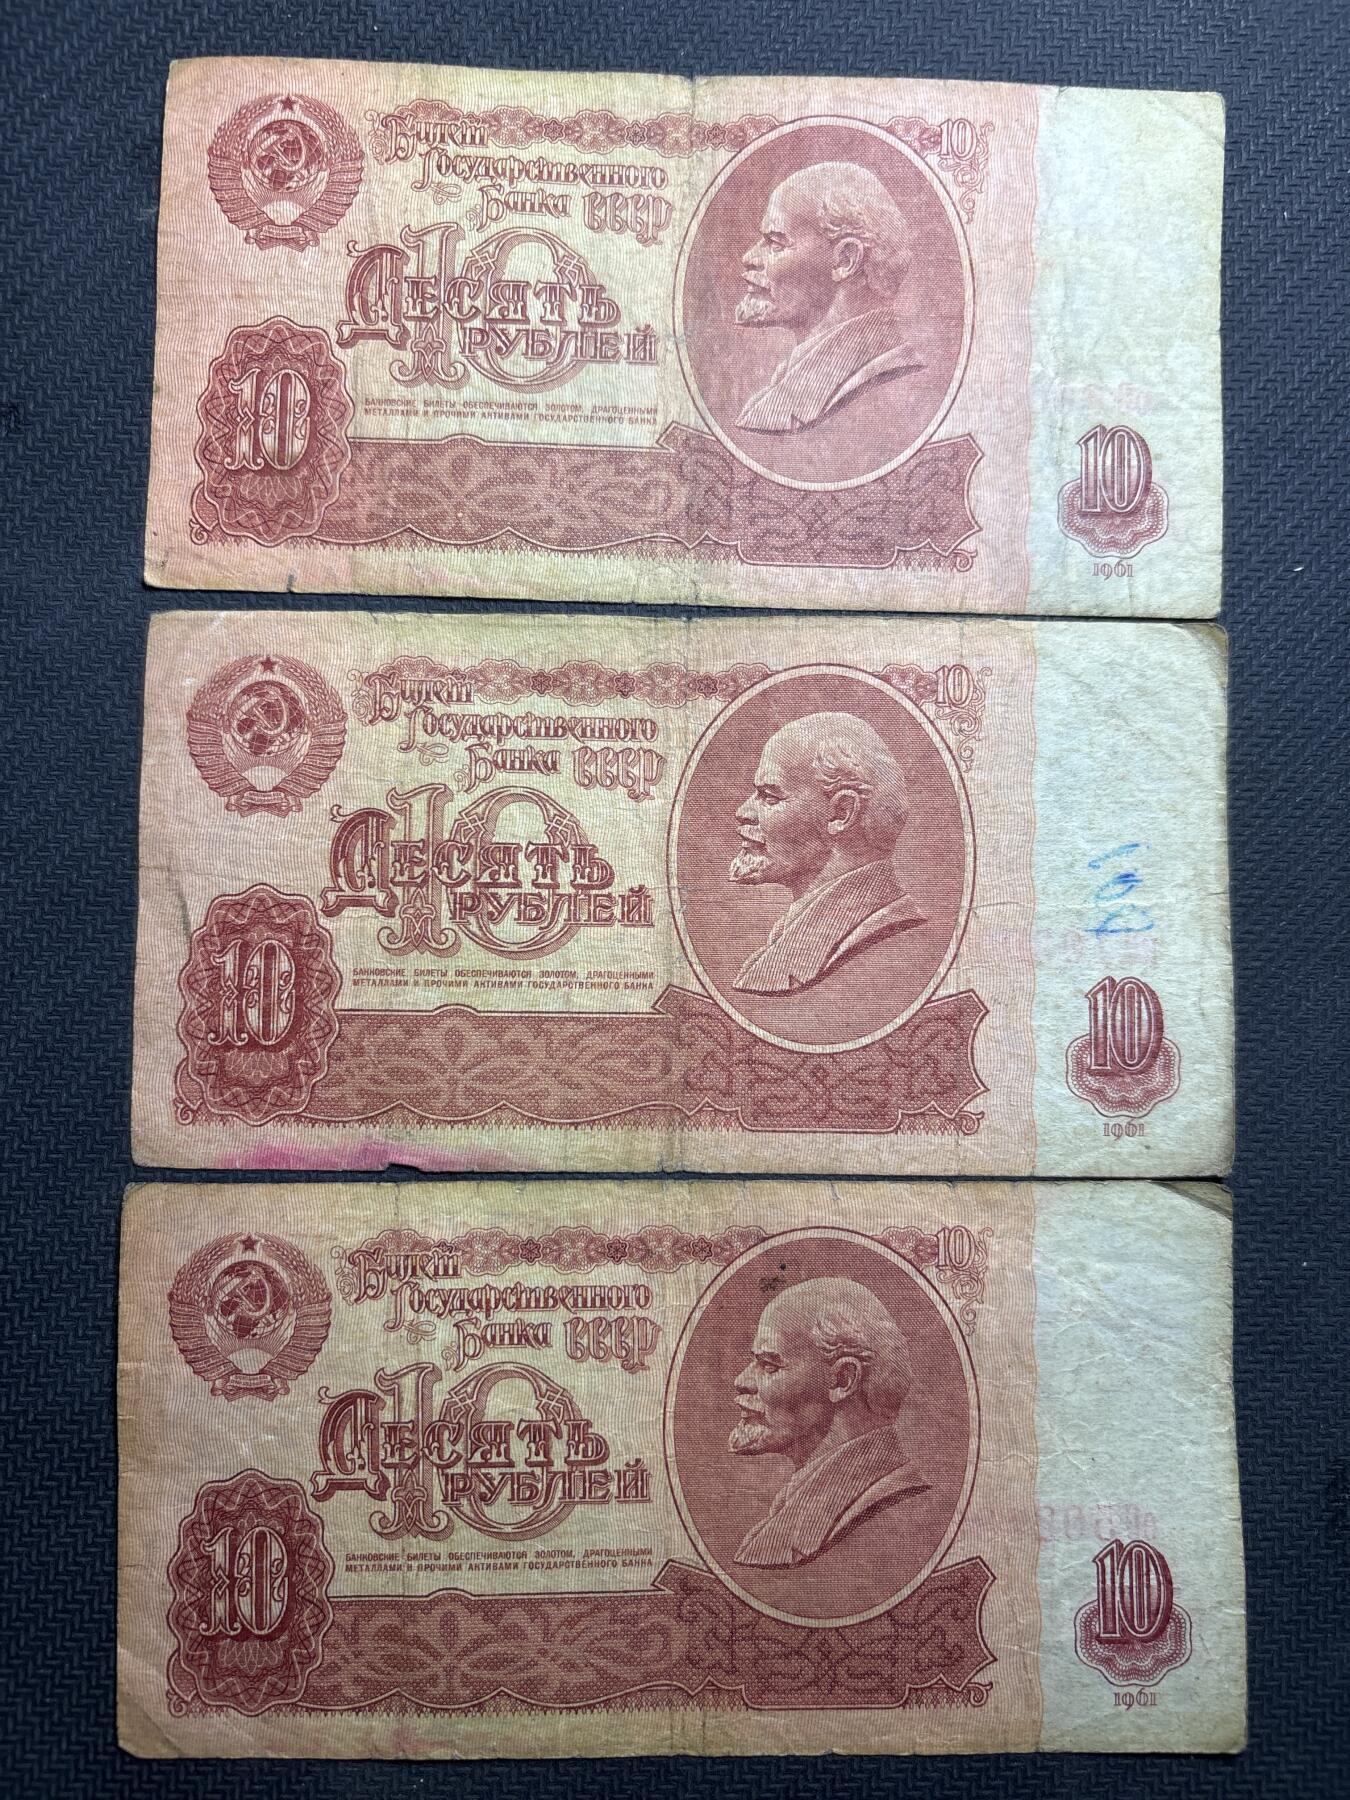 Билет
10
Государственного
Банка СССР
10
Десять
рублей
БАНКОВСКИЕ БИЛЕТЫ ОБЕСПЕЧИВАЮТСЯ ЗОЛОТОМ, ДРАГОЦЕННЫМИ
МЕТАЛЛАМИ И ПРОЧИМИ АКТИВАМИ ГОСУДАРСТВЕННОГО БАНКА
10
10
1961
Билет
10
Государственного
Банка СССР
10
Десять
рублей
БАНКОВСКИЕ БИЛЕТЫ ОБЕСПЕЧИВАЮТСЯ ЗОЛОТОМ, ДРАГОЦЕННЫМИ
МЕТАЛЛАМИ И ПРОЧИМИ АКТИВАМИ ГОСУДАРСТВЕННОГО БАНКА
10
10
1961
Билет
10
Государственного
Банка СССР
10
Десять
рублей
БАНКОВСКИЕ БИЛЕТЫ ОБЕСПЕЧИВАЮТСЯ ЗОЛОТОМ, ДРАГОЦЕННЫМИ
МЕТАЛЛАМИ И ПРОЧИМИ АКТИВАМИ ГОСУДАРСТВЕННОГО БАНКА
10
10
1961